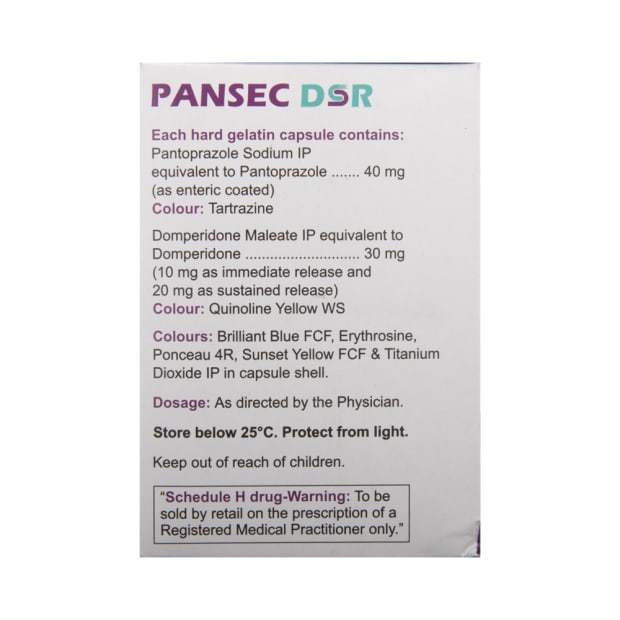 PANSEC DSR
Each hard gelatin capsule contains:
Pantoprazole Sodium IP
equivalent to Pantoprazole ....... 40 mg
(as enteric coated)
Colour: Tartrazine
Domperidone Maleate IP equivalent to
Domperidone ............................ 30 mg
(10 mg as immediate release and
20 mg as sustained release)
Colour: Quinoline Yellow WS
Colours: Brilliant Blue FCF, Erythrosine,
Ponceau 4R, Sunset Yellow FCF & Titanium
Dioxide IP in capsule shell.
Dosage: As directed by the Physician.
Store below 25°C. Protect from light.
Keep out of reach of children.
“Schedule H drug-Warning: To be
sold by retail on the prescription of a
Registered Medical Practitioner only.”